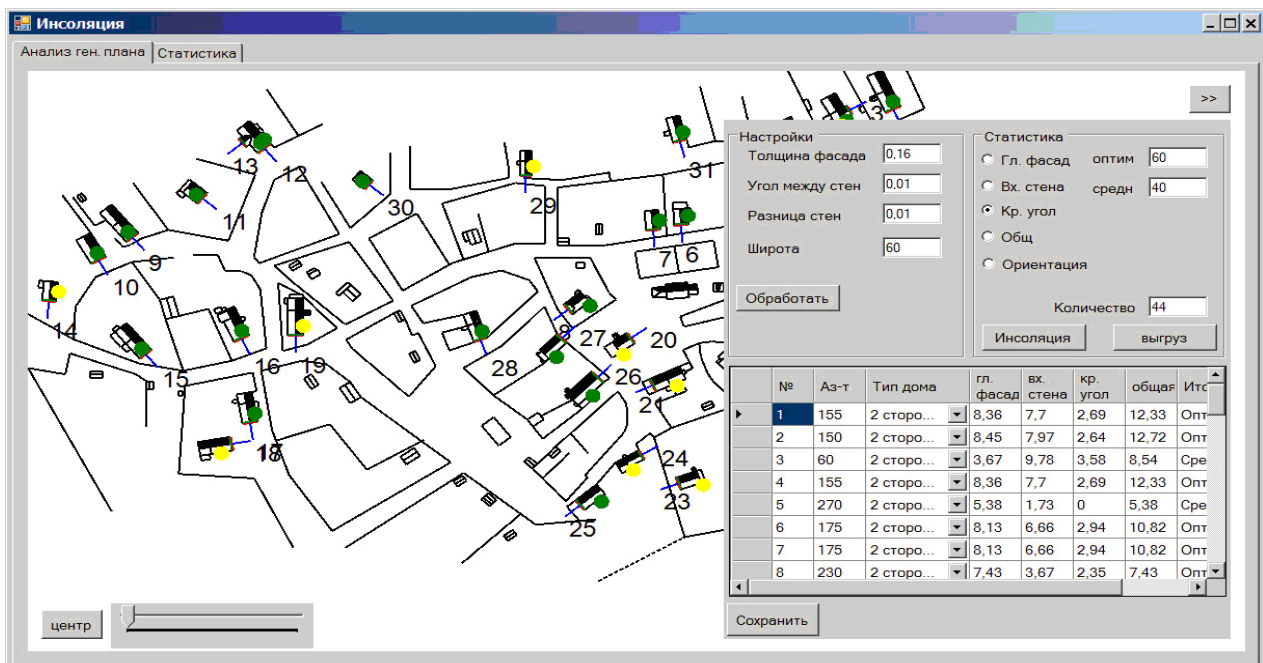 Инсоляция
Анализ ген. плана Статистика
>>
Настройки
Толщина фасада 0,16
Угол между стен 0,01
Разница стен 0,01
Широта 60
Обработать
Статистика
Гл. фасад оптим 60
Вх. стена средн 40
Кр. угол
Общ
Ориентация
Количество 44
Инсоляция выгруз
№ Аз-т Тип дома гл. фасад вх. стена кр. угол общая Итс
1 155 2 сторо... 8,36 7,7 2,69 12,33 Опт
2 150 2 сторо... 8,45 7,97 2,64 12,72 Опт
3 60 2 сторо... 3,67 9,78 3,58 8,54 Сре
4 155 2 сторо... 8,36 7,7 2,69 12,33 Опт
5 270 2 сторо... 5,38 1,73 0 5,38 Сре
6 175 2 сторо... 8,13 6,66 2,94 10,82 Опт
7 175 2 сторо... 8,13 6,66 2,94 10,82 Опт
8 230 2 сторо... 7,43 3,67 2,35 7,43 Опт
Сохранить
центр
3
13
12
31
11
30
29
9
7
6
10
14
8
27
20
15
16
19
28
26
21
18
24
23
25